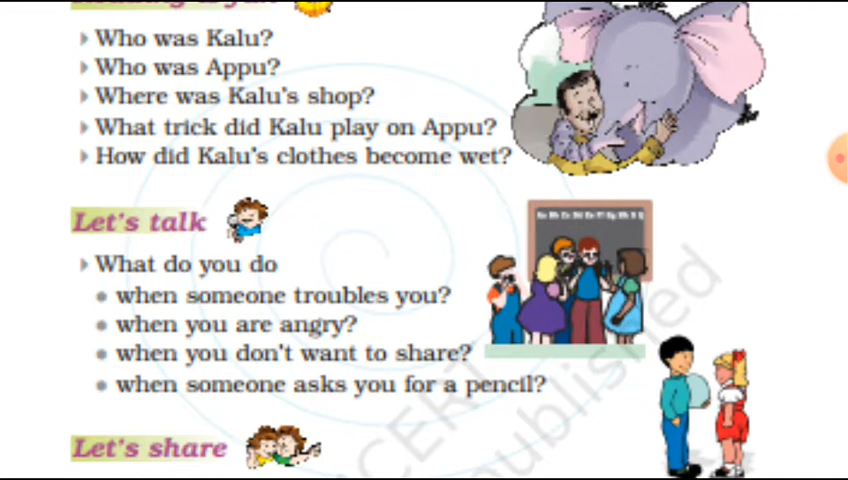 Who was Kalu?
Who was Appu?
Where was Kalu's shop?
What trick did Kalu play on Appu?
How did Kalu's clothes become wet?
Let's talk
What do you do
when someone troubles you?
when you are angry?
when you don't want to share?
when someone asks you for a pencil?
Let's share